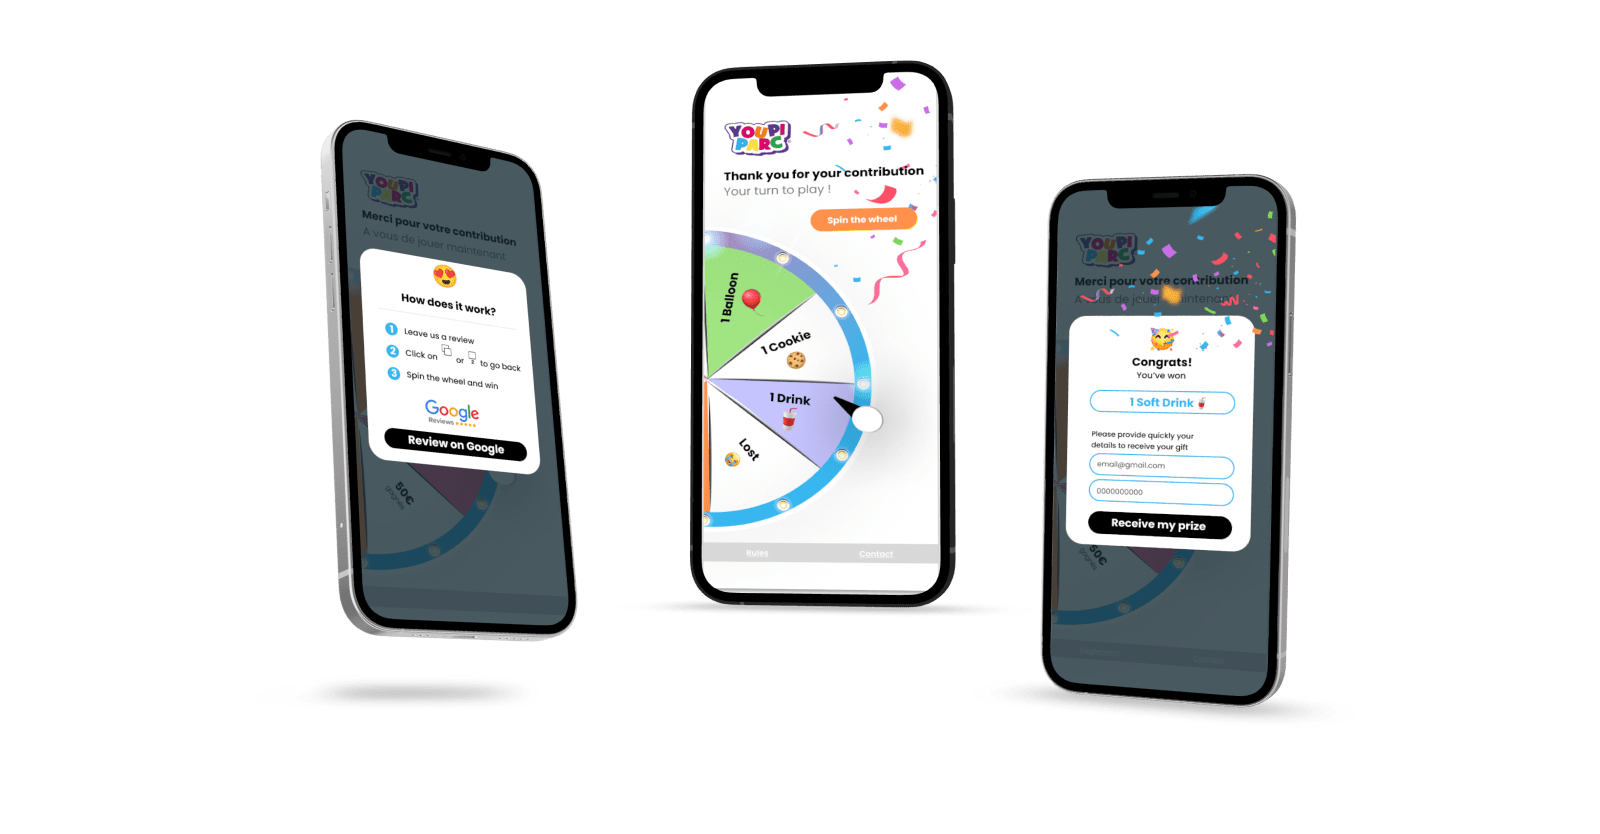 YOUPI
PARC
Merci pour votre contribution
A vous de jouer maintenant
How does it work?
1 Leave us a review
2 Click on or to go back
3 Spin the wheel and win
Google
Reviews
Review on Google
50€
gagnés
YOUPI
PARC
Thank you for your contribution
Your turn to play !
Spin the wheel
1 Balloon
1 Cookie
1 Drink
Lost
Rules
Contact
YOUPI
PARC
Merci pour votre contribution
A vous de jouer maintenant
Congrats!
You've won
1 Soft Drink
Please provide quickly your
details to receive your gift
email@gmail.com
0000000000
Receive my prize
50€
gagnés
Contact